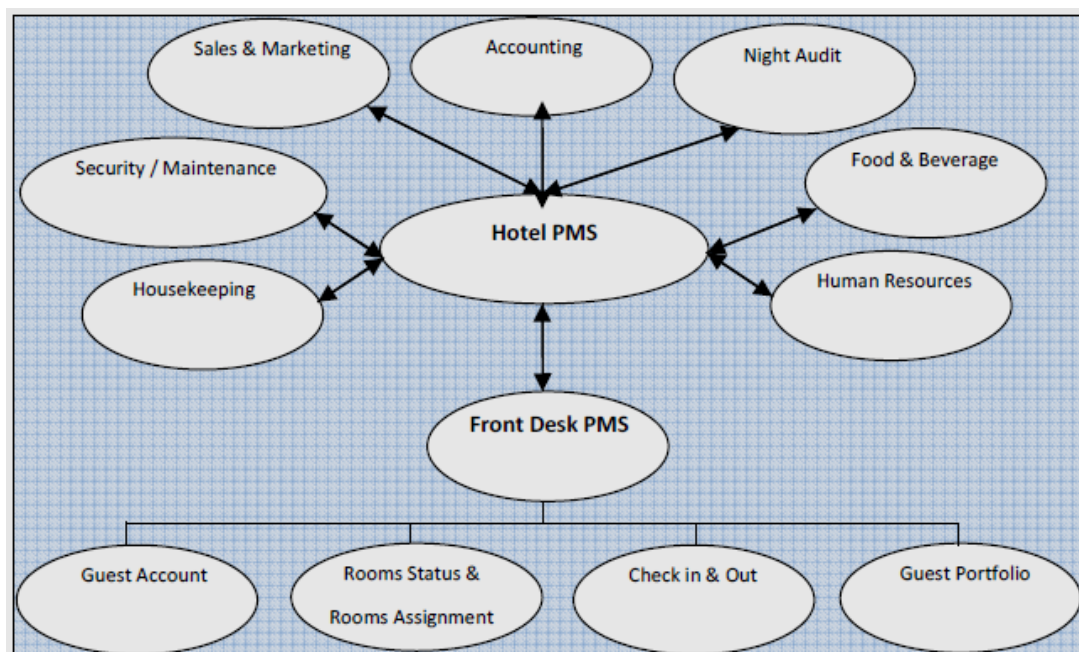 Sales & Marketing
Accounting
Night Audit
Security / Maintenance
Food & Beverage
Hotel PMS
Housekeeping
Human Resources
Front Desk PMS
Guest Account
Rooms Status &
Rooms Assignment
Check in & Out
Guest Portfolio